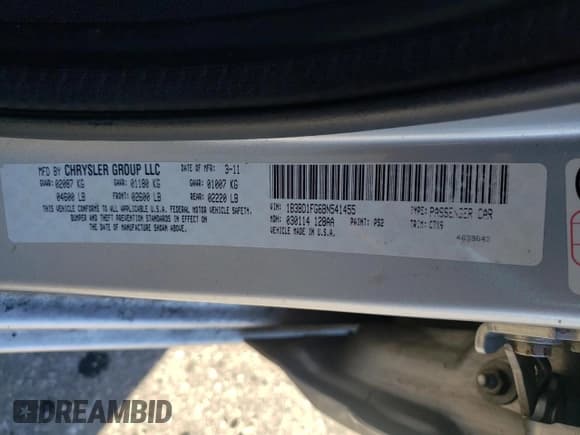 MFD BY CHRYSLER GROUP LLC DATE OF MFR 3-11
GVWR: 02087 KG GAWR: 01180 KG GAWR: 01007 KG
04600 LB FRONT: 02600 LB REAR: 02220 LB
THIS VEHICLE CONFORMS TO ALL APPLICABLE U.S.A. FEDERAL MOTOR VEHICLE SAFETY,
BUMPER AND THEFT PREVENTION STANDARDS IN EFFECT ON
THE DATE OF MANUFACTURE SHOWN ABOVE.
VIN: 1B3BD1FG6BN541455 TYPE: PASSENGER CAR
MDH: 030114 128AA PAINT: PS2 TRIM: C7X9
VEHICLE MADE IN U.S.A. 4639643
DREAMBID